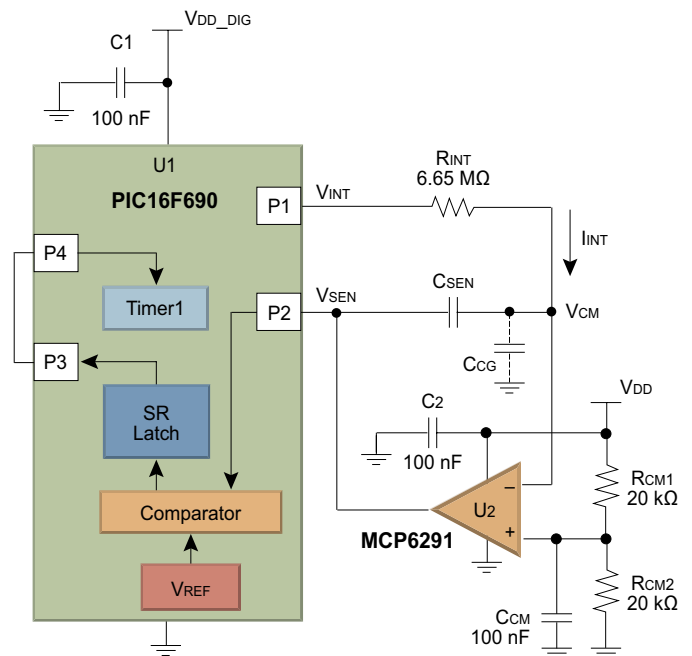 VDD_DIG
C1
100 nF
U1
PIC16F690
P1
VINT
RINT
6.65 MΩ
IINT
P4
Timer1
P2
VSEN
CSEN
VCM
CCG
P3
SR
Latch
C2
100 nF
VDD
Comparator
U2
–
+
MCP6291
RCM1
20 kΩ
VREF
CCM
100 nF
RCM2
20 kΩ